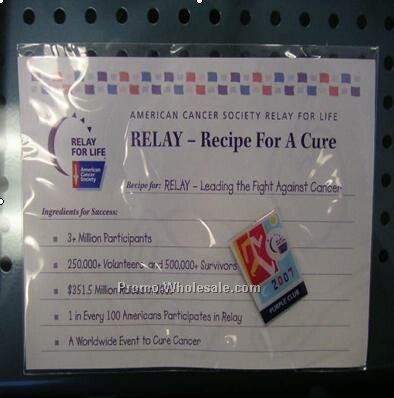 AMERICAN CANCER SOCIETY RELAY FOR LIFE
RELAY – Recipe For A Cure
RELAY
FOR LIFE
American
Cancer
Society
Recipe for: RELAY – Leading the Fight Against Cancer
Ingredients for Success:
3+ Million Participants
250,000+ Volunteers and 500,000+ Survivors
$351.5 Million
PromoWholesale.com
1 in Every 100 Americans Participates in Relay
A Worldwide Event to Cure Cancer
2007
PURPLE CLUB